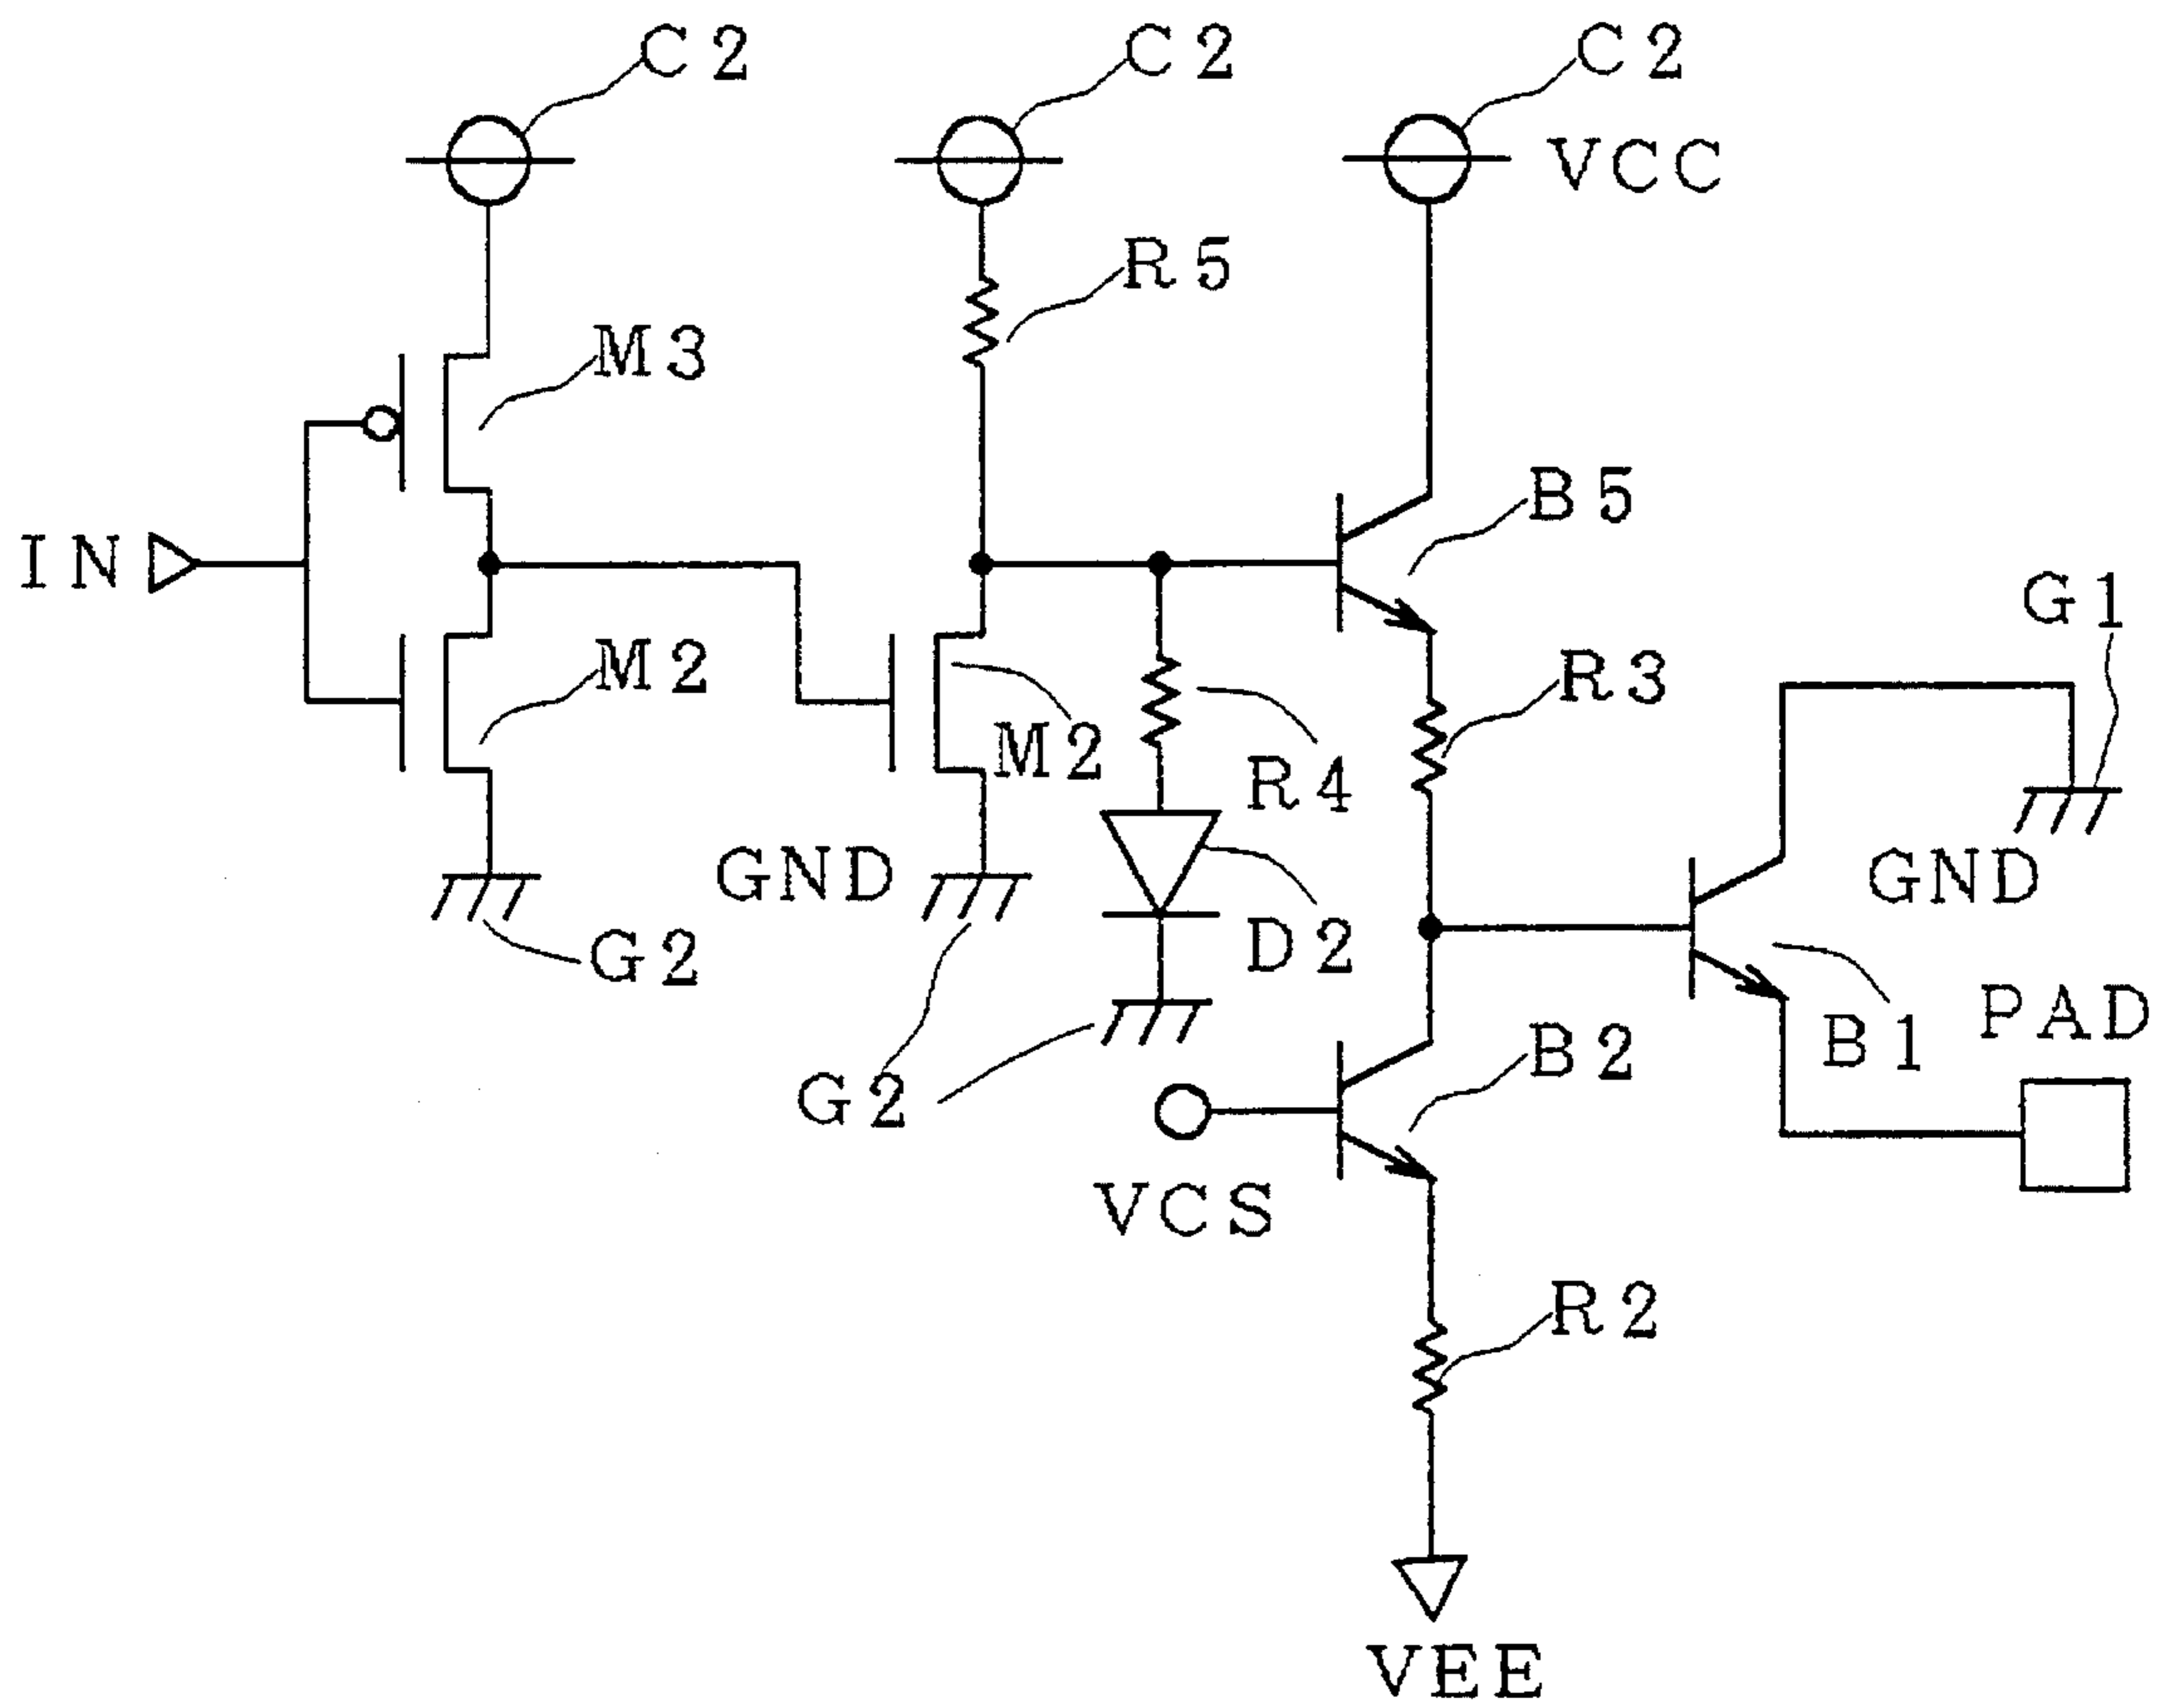 C2
C2
C2
VCC
R5
M3
B5
IN
G1
M2
R3
M2
R4
GND
GND
D2
G2
PAD
B1
B2
G2
VCS
R2
VEE